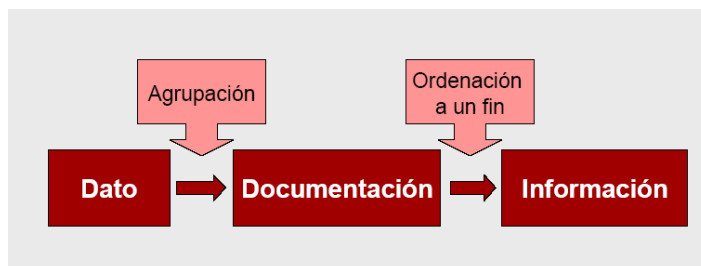 Agrupación
Ordenación
a un fin
Dato
Documentación
Información